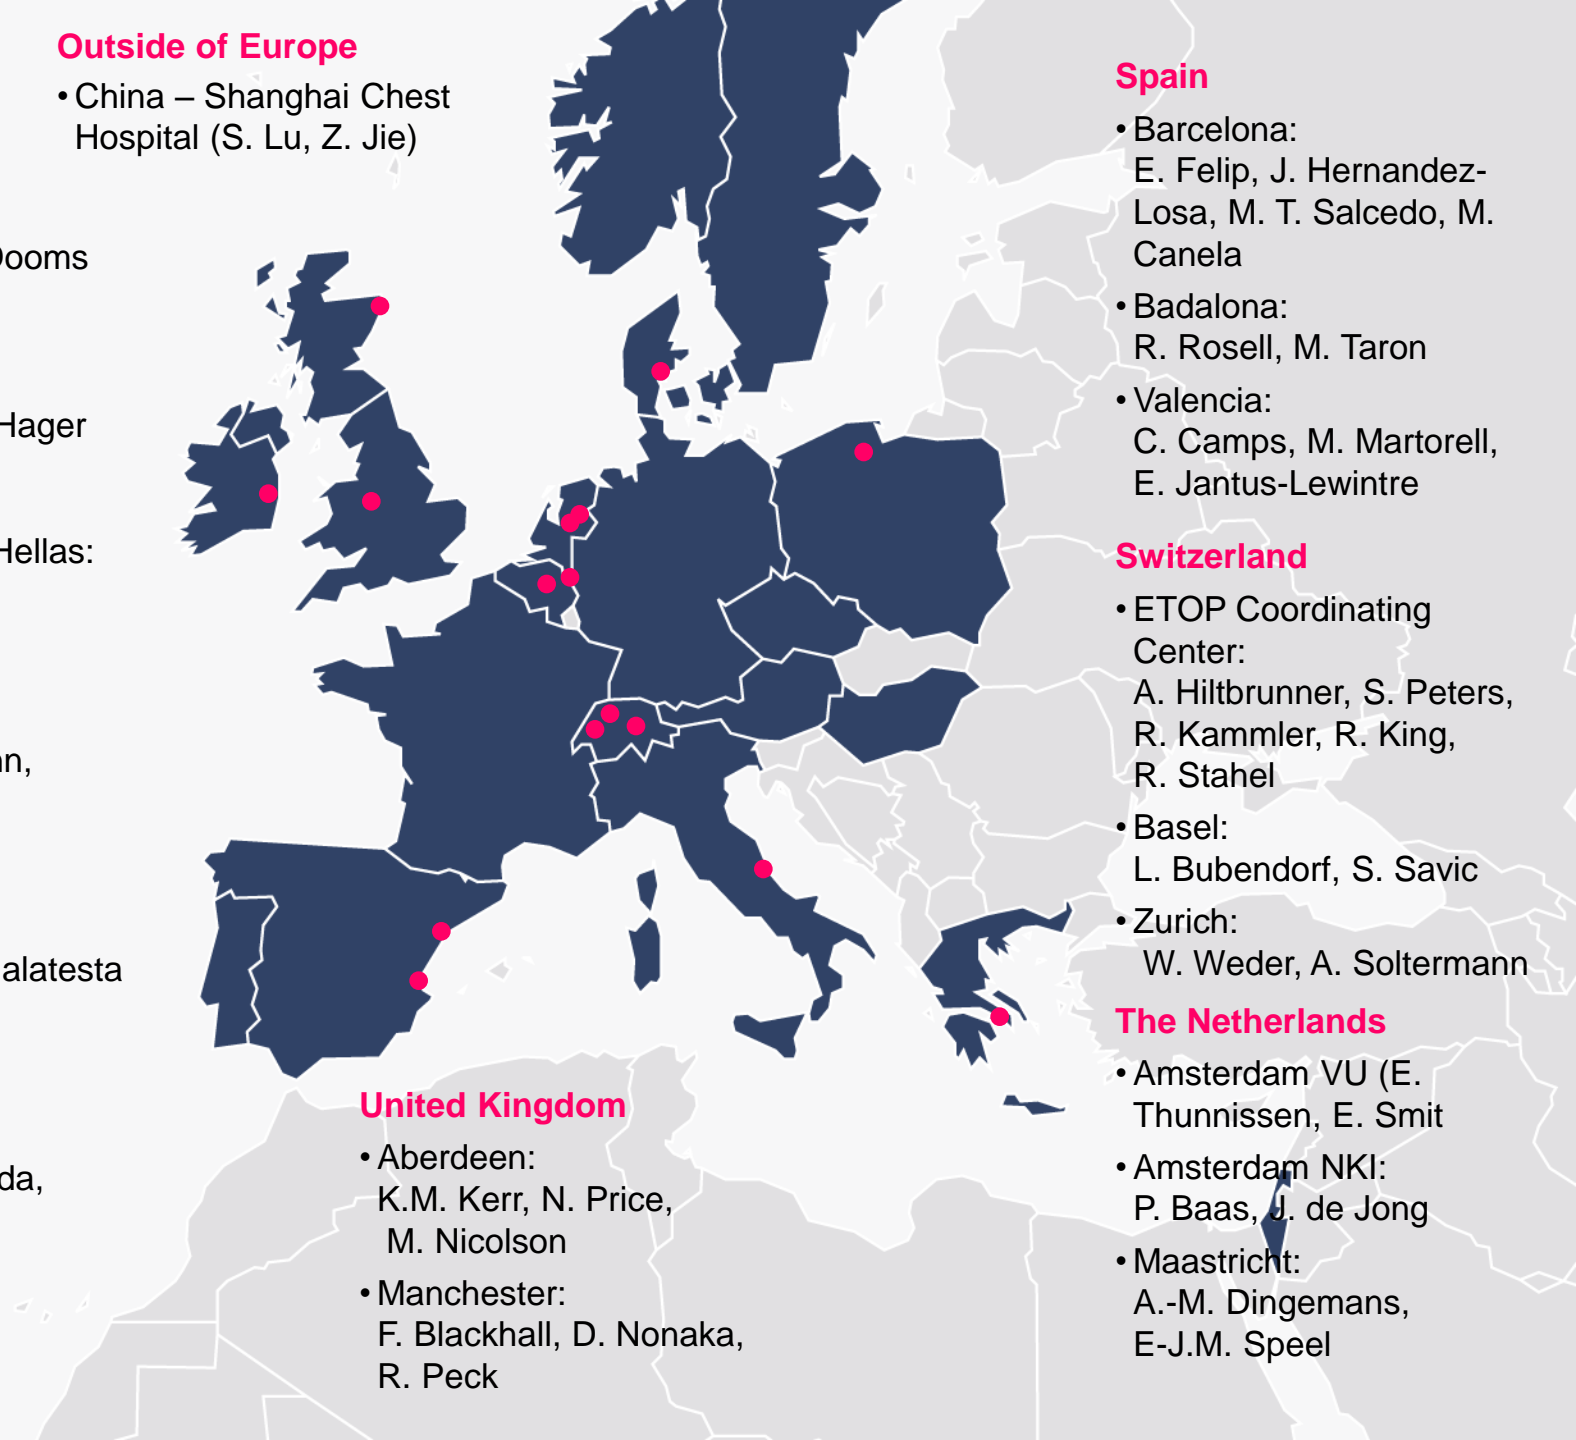 Outside of Europe
• China – Shanghai Chest
Hospital (S. Lu, Z. Jie)
Hager
Hellas:
United Kingdom
• Aberdeen:
K.M. Kerr, N. Price,
M. Nicolson
• Manchester:
F. Blackhall, D. Nonaka,
R. Peck
Spain
• Barcelona:
E. Felip, J. Hernandez-
Losa, M. T. Salcedo, M.
Canela
• Badalona:
R. Rosell, M. Taron
• Valencia:
C. Camps, M. Martorell,
E. Jantus-Lewintre
Switzerland
• ETOP Coordinating
Center:
A. Hiltbrunner, S. Peters,
R. Kammler, R. King,
R. Stahel
• Basel:
L. Bubendorf, S. Savic
• Zurich:
W. Weder, A. Soltermann
The Netherlands
• Amsterdam VU (E.
Thunnissen, E. Smit
• Amsterdam NKI:
P. Baas, J. de Jong
• Maastricht:
A.-M. Dingemans,
E-J.M. Speel